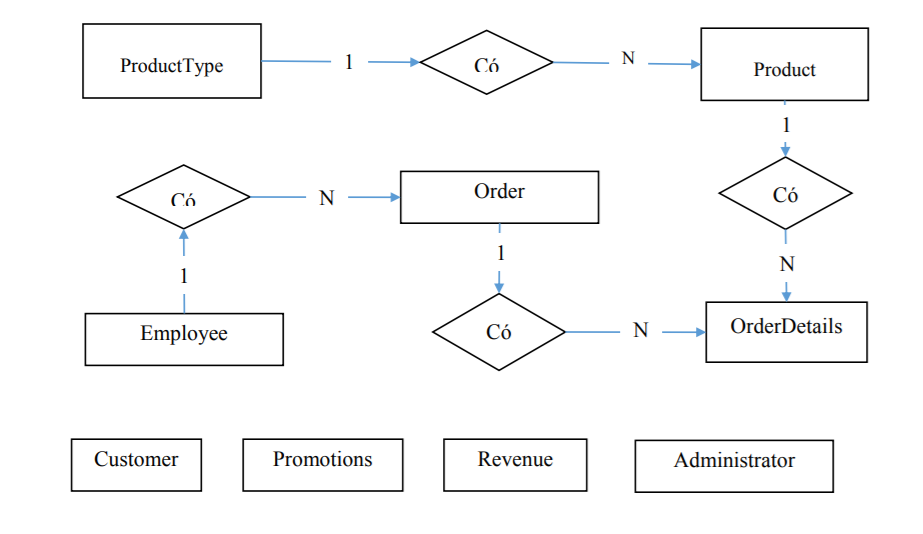 ProductType 1 Có N Product
1
Có N Order Có
1 1 N
Employee Có N OrderDetails
Customer Promotions Revenue Administrator